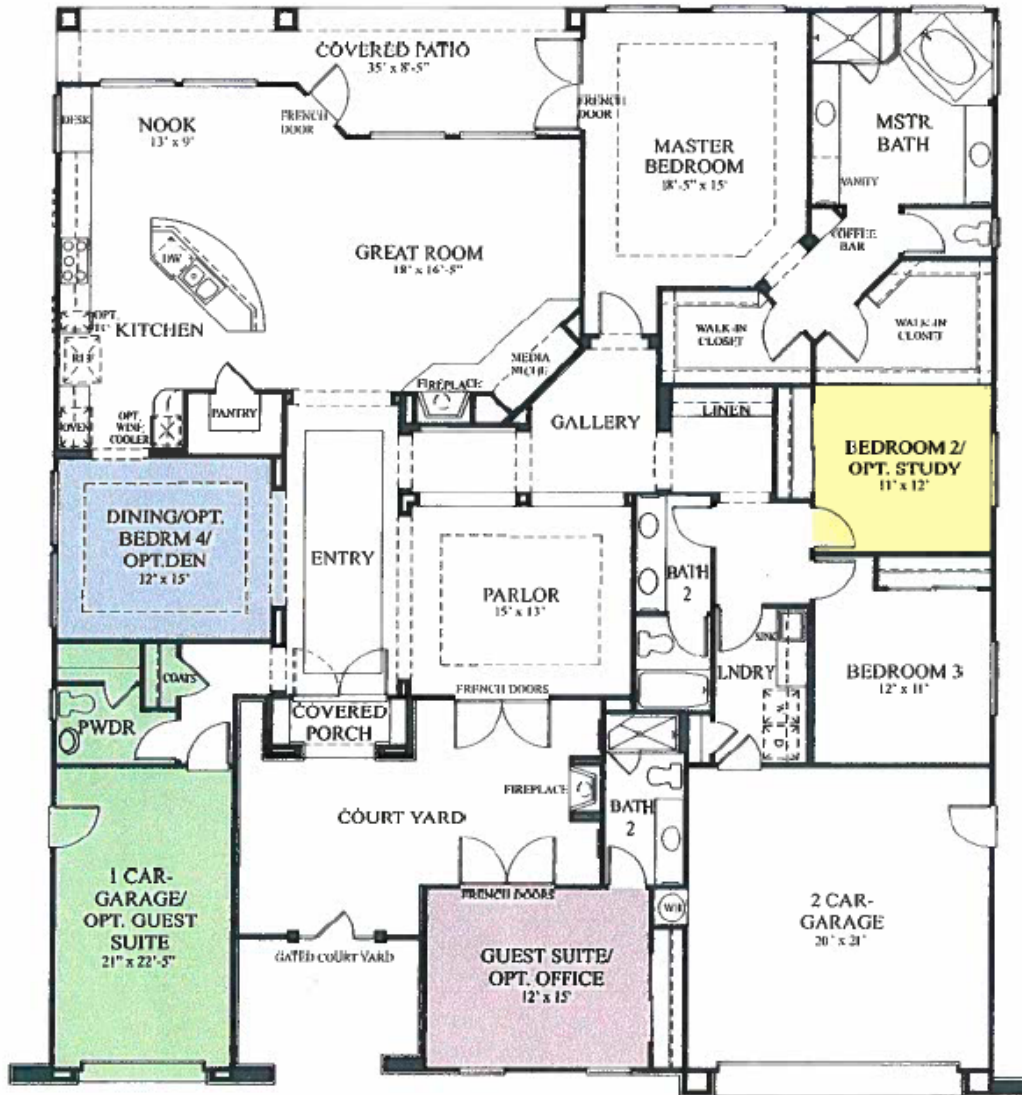 COVERED PATIO
35' x 8'-5"
FRENCH
DOOR
FRENCH
DOOR
DESK
NOOK
13' x 9'
MASTER
BEDROOM
18'-5" x 15'
MSTR.
BATH
VANITY
COFFEE
BAR
GREAT ROOM
18' x 16'-5"
DW
OPT.
KITCHEN
REF
OVEN
OPT.
WINE
COOLER
PANTRY
FIREPLACE
MEDIA
NICHE
WALK-IN
CLOSET
WALK-IN
CLOSET
GALLERY
LINEN
BEDROOM 2/
OPT. STUDY
11' x 12'
DINING/OPT.
BEDRM 4/
OPT.DEN
12' x 15'
ENTRY
PARLOR
15' x 13'
BATH
2
SINK
LNDRY
W
D
BEDROOM 3
12' x 11'
COATS
PWDR
COVERED
PORCH
FRENCH DOORS
FIREPLACE
COURT YARD
BATH
2
1 CAR-
GARAGE/
OPT. GUEST
SUITE
21" x 22'-5"
FRENCH DOORS
GATED COURT YARD
GUEST SUITE/
OPT. OFFICE
12' x 15'
WH
2 CAR-
GARAGE
20' x 21'